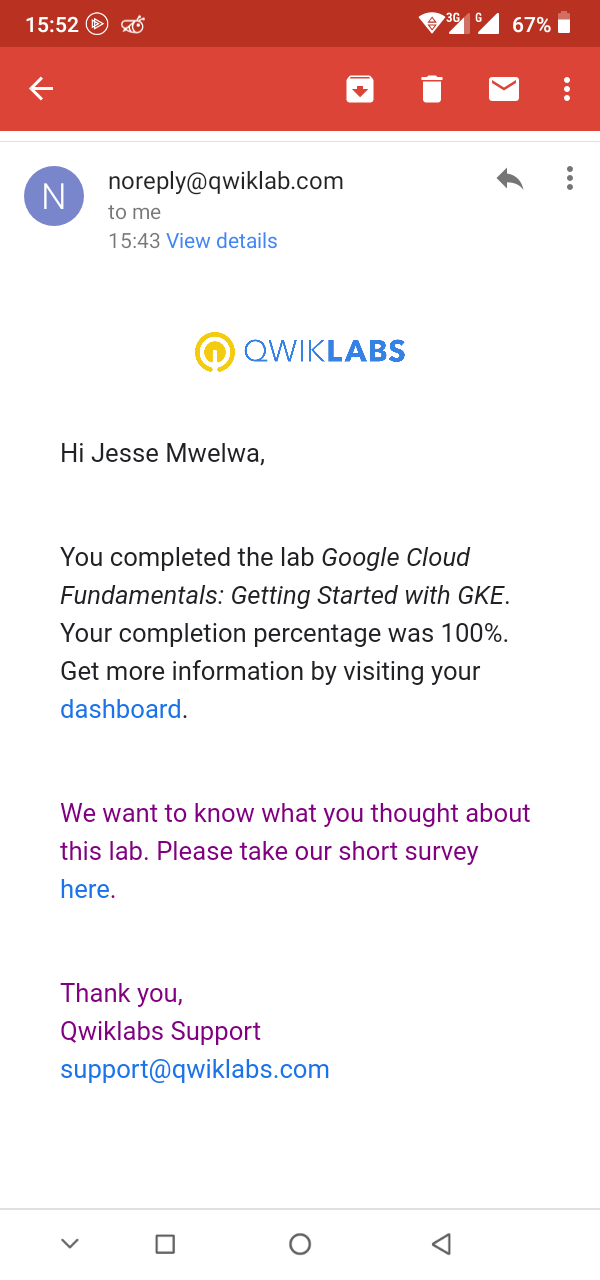 15:52 3G G 67%
N noreply@qwiklab.com
to me
15:43 View details
QWIKLABS
Hi Jesse Mwelwa,
You completed the lab Google Cloud
Fundamentals: Getting Started with GKE.
Your completion percentage was 100%.
Get more information by visiting your
dashboard.
We want to know what you thought about
this lab. Please take our short survey
here.
Thank you,
Qwiklabs Support
support@qwiklabs.com